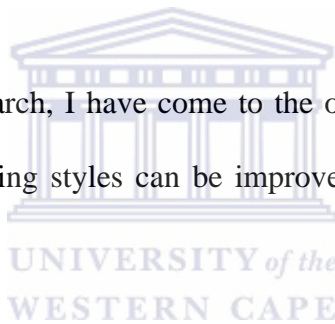 arch, I have come to the o
ing styles can be improve
UNIVERSITY of the
WESTERN CAPE